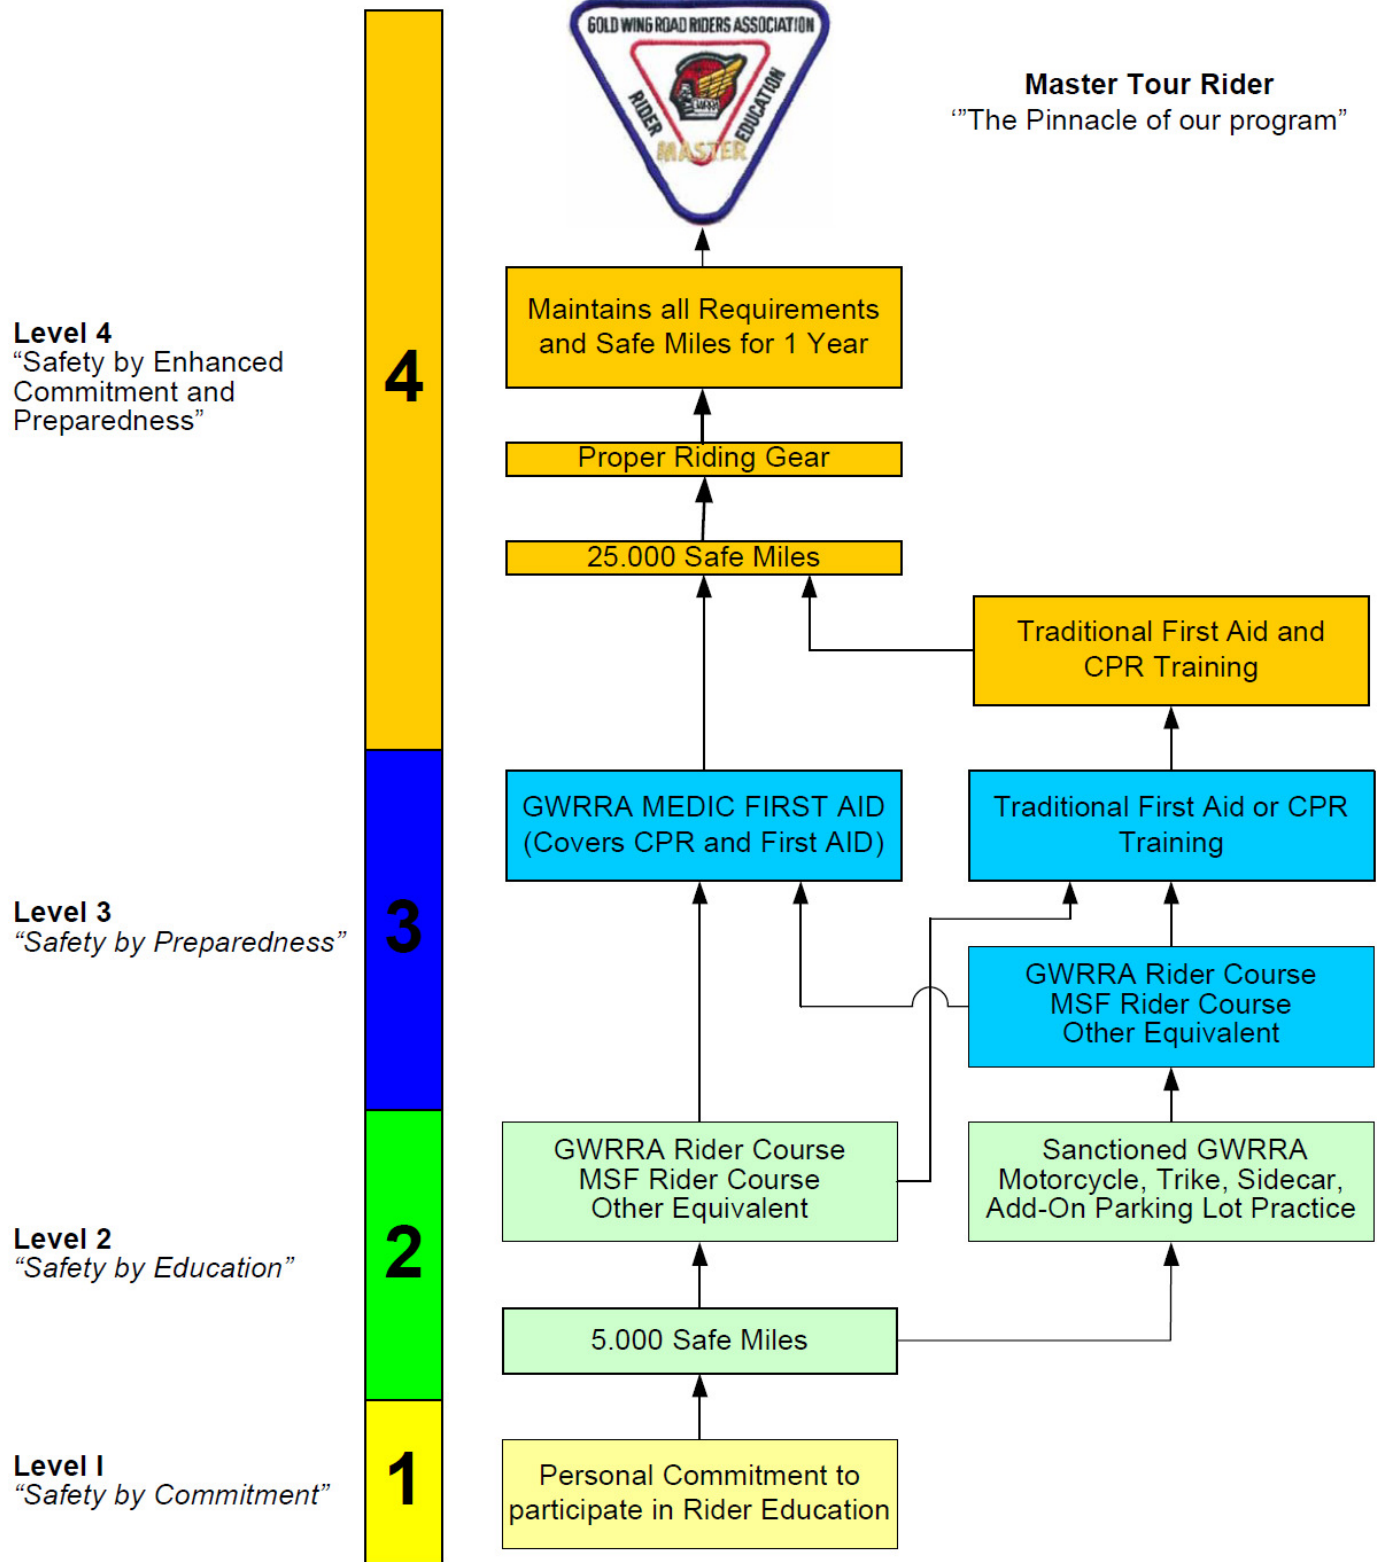 GOLD WING ROAD RIDERS ASSOCIATION
RIDER
EDUCATION
GWRRA
MASTER
Master Tour Rider
‘”The Pinnacle of our program”
Maintains all Requirements
and Safe Miles for 1 Year
Level 4
“Safety by Enhanced
Commitment and
Preparedness”
4
Proper Riding Gear
25.000 Safe Miles
Traditional First Aid and
CPR Training
GWRRA MEDIC FIRST AID
(Covers CPR and First AID)
Traditional First Aid or CPR
Training
Level 3
“Safety by Preparedness”
3
GWRRA Rider Course
MSF Rider Course
Other Equivalent
GWRRA Rider Course
MSF Rider Course
Other Equivalent
Sanctioned GWRRA
Motorcycle, Trike, Sidecar,
Add-On Parking Lot Practice
Level 2
“Safety by Education”
2
5.000 Safe Miles
Level I
“Safety by Commitment”
1
Personal Commitment to
participate in Rider Education